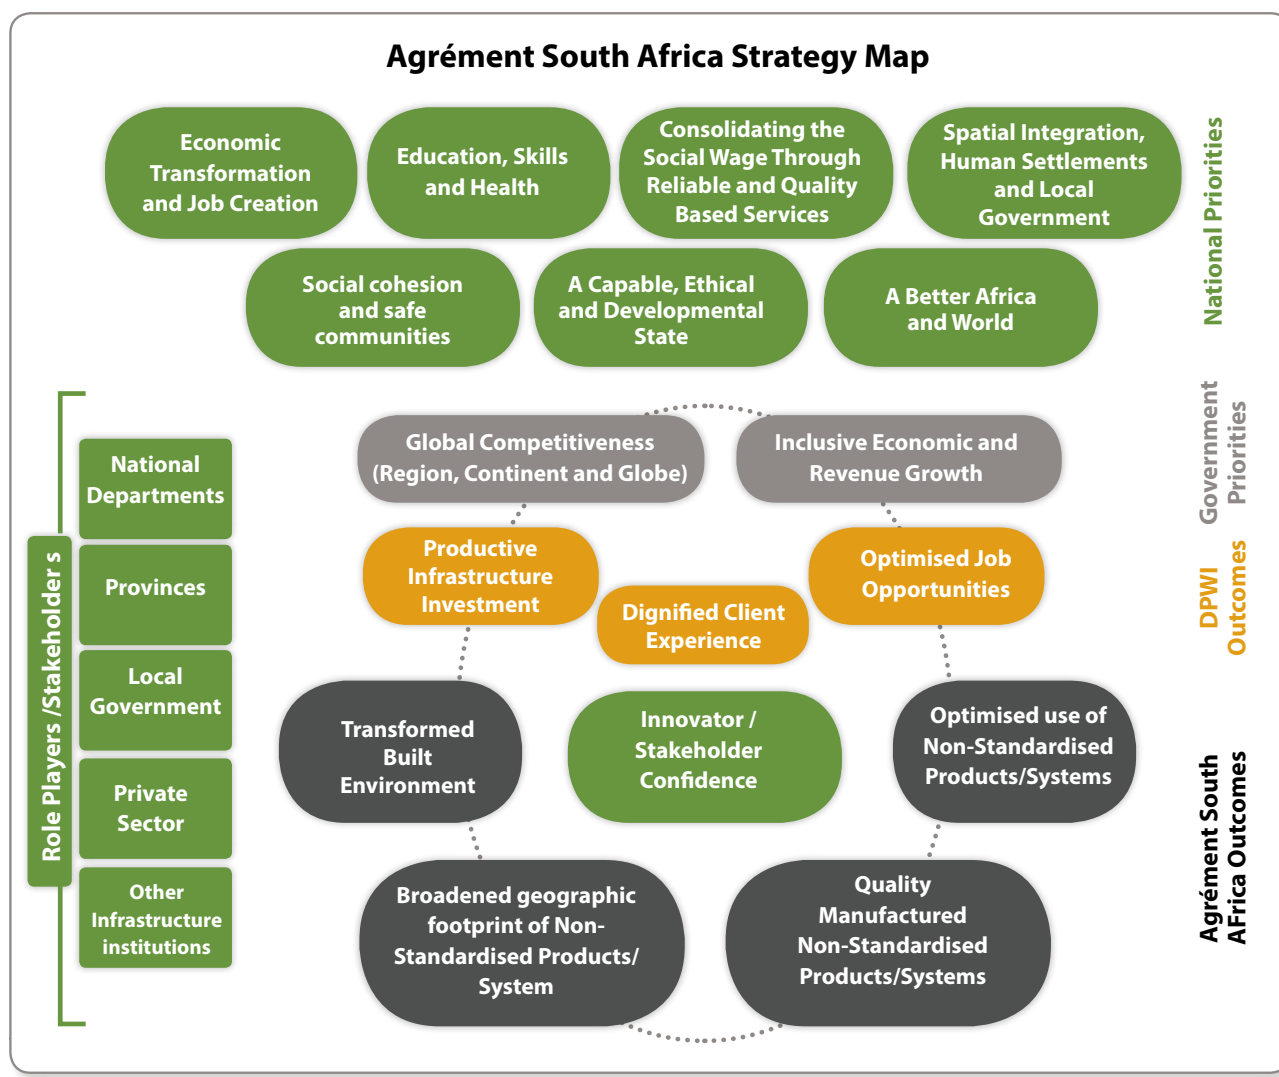 Agrément South Africa Strategy Map
Economic
Transformation
and Job Creation
Education, Skills
and Health
Consolidating the
Social Wage Through
Reliable and Quality
Based Services
Spatial Integration,
Human Settlements
and Local
Government
Social cohesion
and safe
communities
A Capable, Ethical
and Developmental
State
A Better Africa
and World
National Priorities
Role Players /Stakeholder s
National
Departments
Provinces
Local
Government
Private
Sector
Other
Infrastructure
institutions
Global Competitiveness
(Region, Continent and Globe)
Inclusive Economic and
Revenue Growth
Government
Priorities
Productive
Infrastructure
Investment
Dignified Client
Experience
Optimised Job
Opportunities
DPWI
Outcomes
Transformed
Built
Environment
Innovator /
Stakeholder
Confidence
Optimised use of
Non-Standardised
Products/Systems
Broadened geographic
footprint of Non-
Standardised Products/
System
Quality
Manufactured
Non-Standardised
Products/Systems
Agrément South
AFrica Outcomes